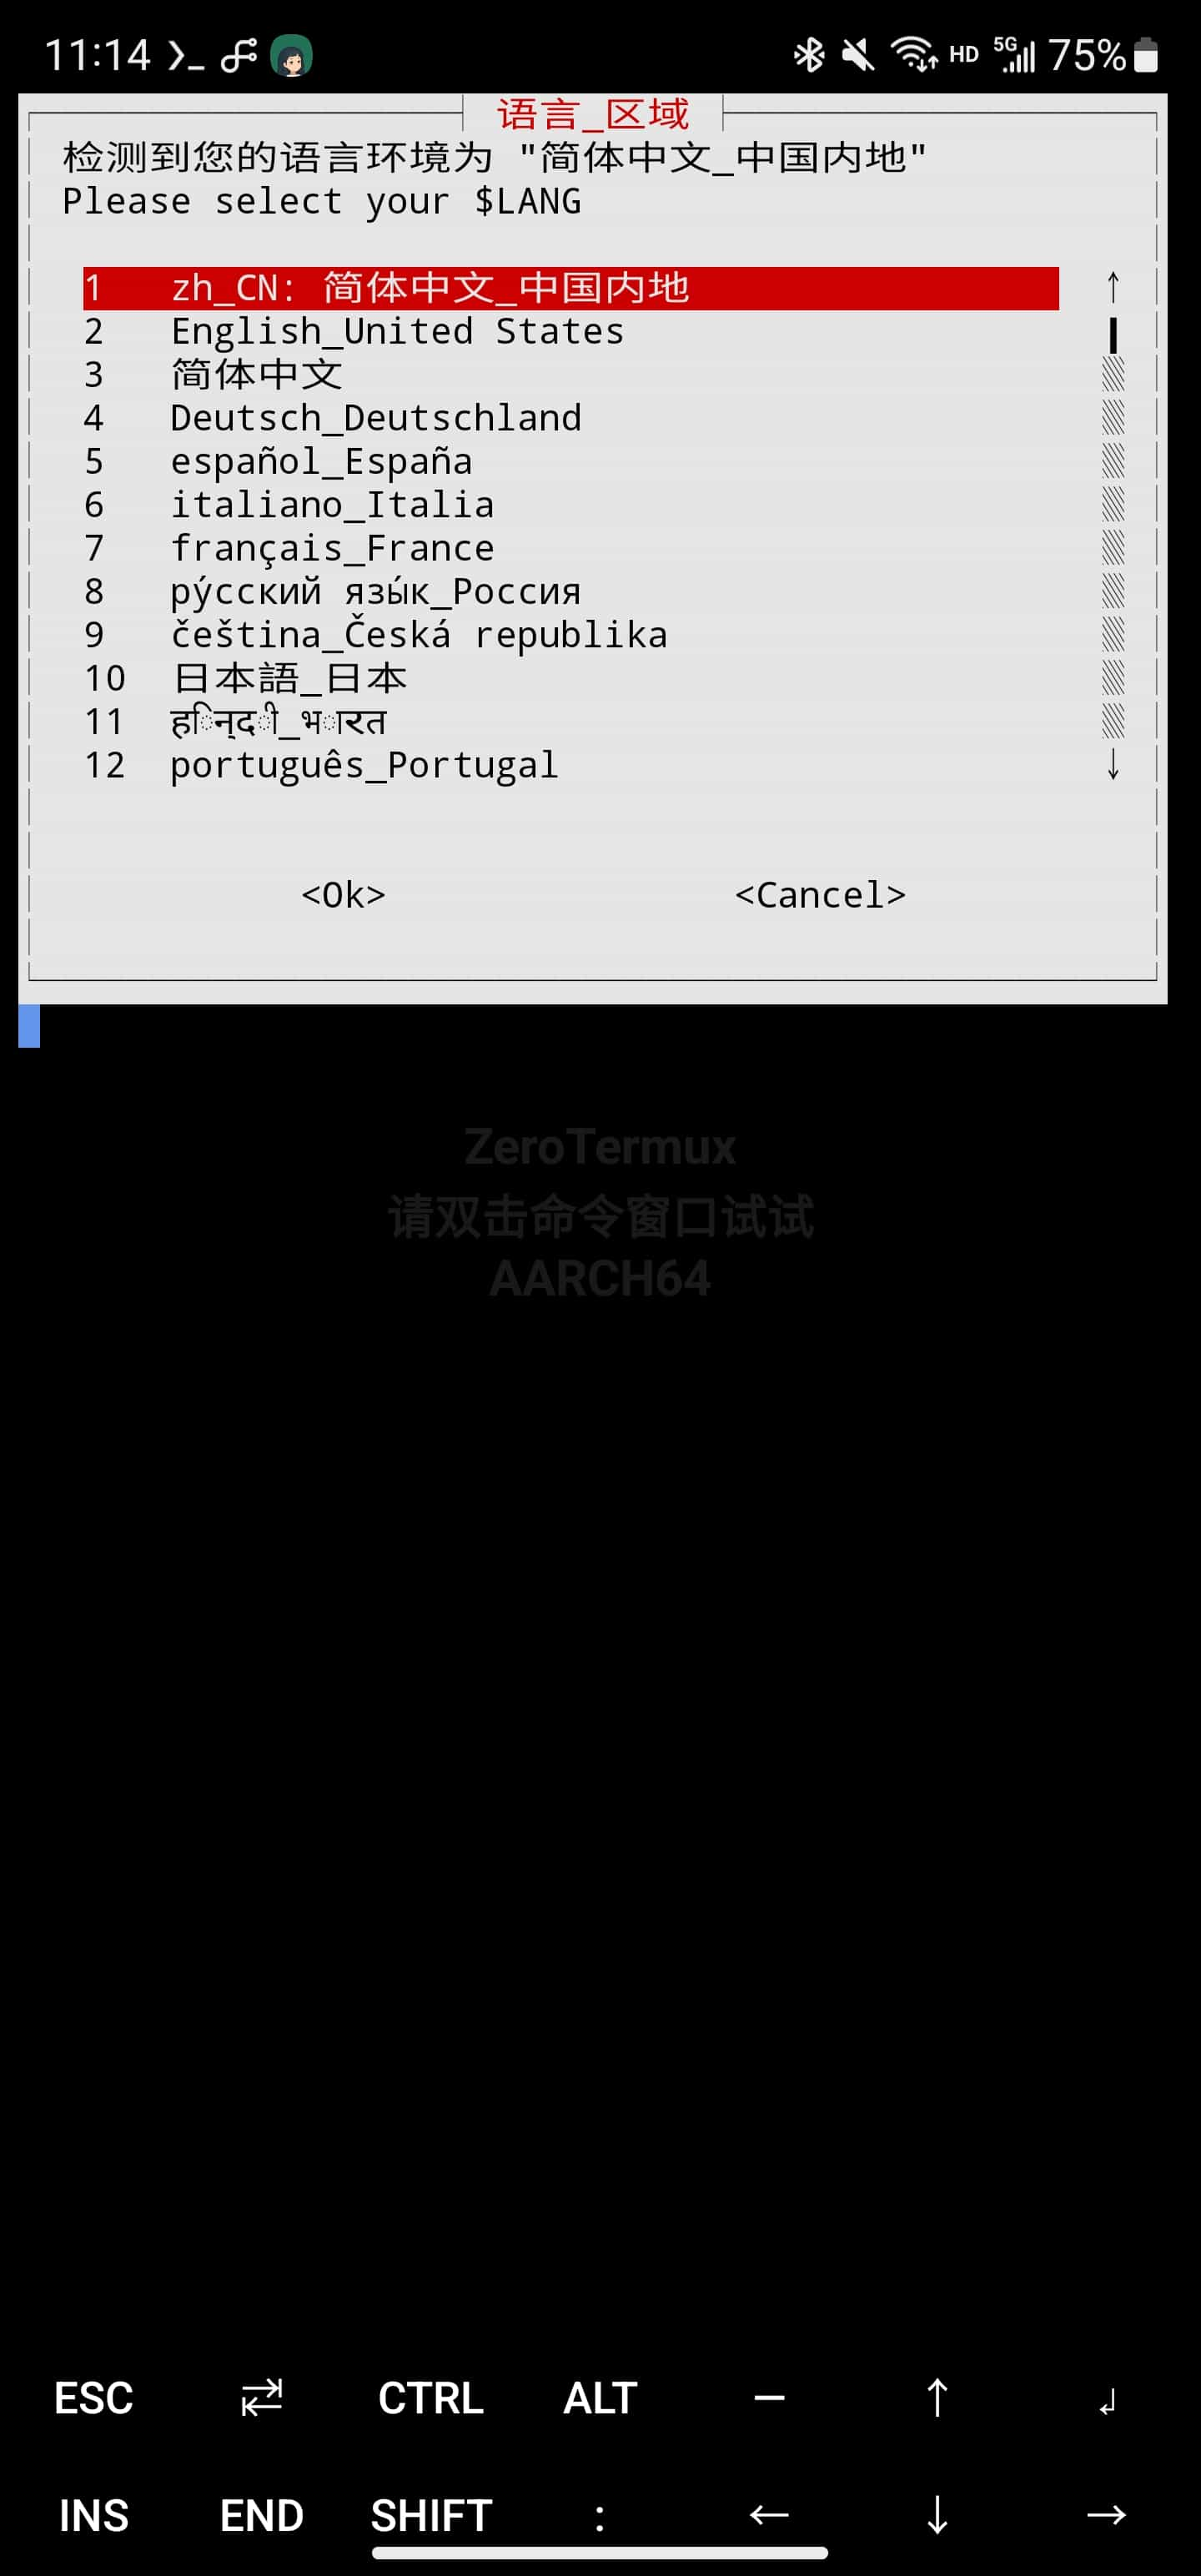 11:14
HD 5G 75%
语言_区域
检测到您的语言环境为 "简体中文_中国内地"
Please select your $LANG
1 zh_CN: 简体中文_中国内地
2 English_United States
3 简体中文
4 Deutsch_Deutschland
5 español_España
6 italiano_Italia
7 français_France
8 ру́сский язы́к_Россия
9 čeština_Česká republika
10 日本語_日本
11 हिन्दी_भारत
12 português_Portugal
<Ok> <Cancel>
ZeroTermux
请双击命令窗口试试
AARCH64
ESC CTRL ALT —
INS END SHIFT :